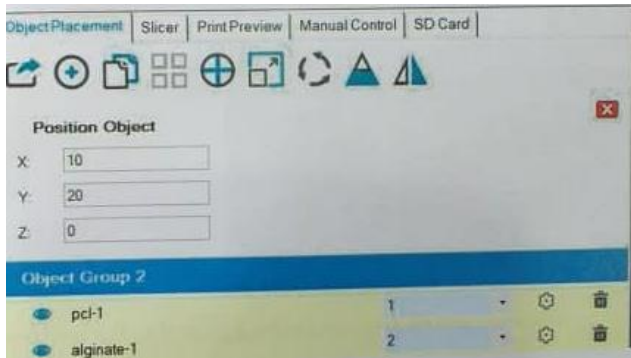 Object Placement Slicer Print Preview Manual Control SD Card
Position Object
X: 10
Y: 20
Z: 0
Object Group 2
pcl-1 1
alginate-1 2